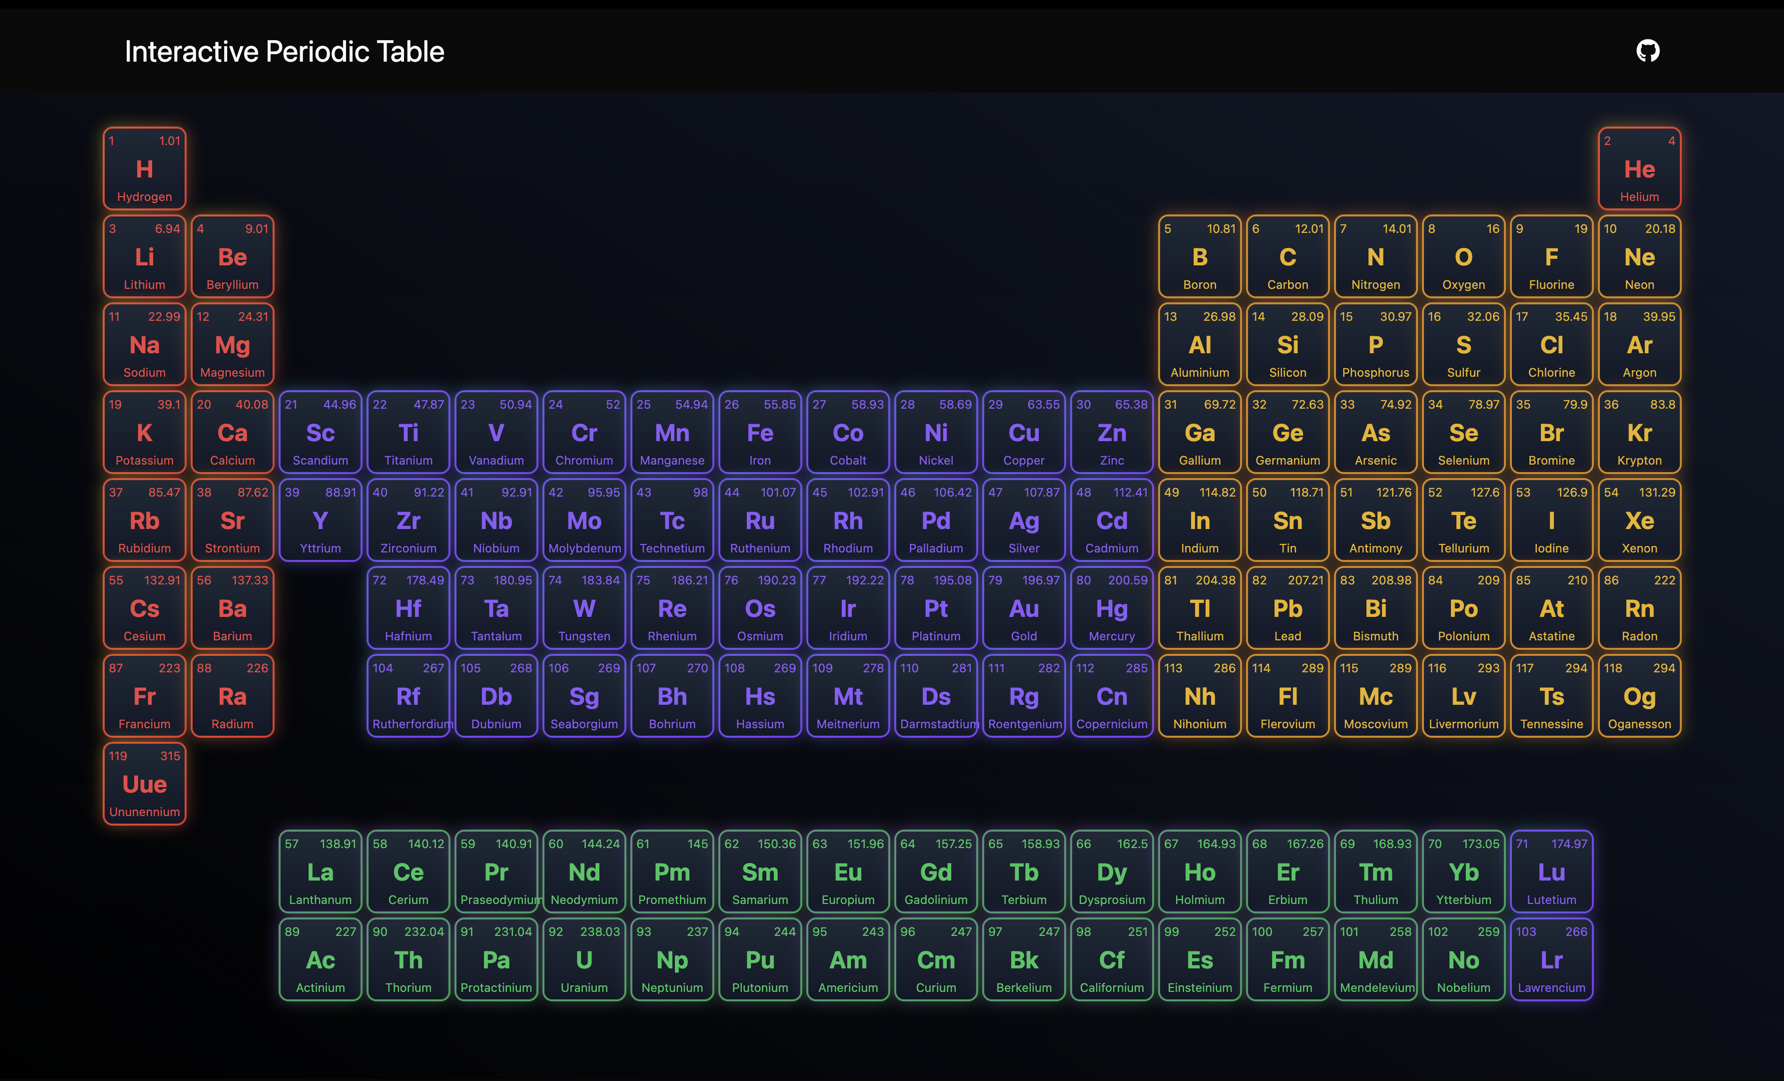 Interactive Periodic Table
1 1.01 2 4
H He
Hydrogen Helium
3 6.94 4 9.01 5 10.81 6 12.01 7 14.01 8 16 9 19 10 20.18
Li Be B C N O F Ne
Lithium Beryllium Boron Carbon Nitrogen Oxygen Fluorine Neon
11 22.99 12 24.31 13 26.98 14 28.09 15 30.97 16 32.06 17 35.45 18 39.95
Na Mg Al Si P S Cl Ar
Sodium Magnesium Aluminium Silicon Phosphorus Sulfur Chlorine Argon
19 39.1 20 40.08 21 44.96 22 47.87 23 50.94 24 52 25 54.94 26 55.85 27 58.93 28 58.69 29 63.55 30 65.38 31 69.72 32 72.63 33 74.92 34 78.97 35 79.9 36 83.8
K Ca Sc Ti V Cr Mn Fe Co Ni Cu Zn Ga Ge As Se Br Kr
Potassium Calcium Scandium Titanium Vanadium Chromium Manganese Iron Cobalt Nickel Copper Zinc Gallium Germanium Arsenic Selenium Bromine Krypton
37 85.47 38 87.62 39 88.91 40 91.22 41 92.91 42 95.95 43 98 44 101.07 45 102.91 46 106.42 47 107.87 48 112.41 49 114.82 50 118.71 51 121.76 52 127.6 53 126.9 54 131.29
Rb Sr Y Zr Nb Mo Tc Ru Rh Pd Ag Cd In Sn Sb Te I Xe
Rubidium Strontium Yttrium Zirconium Niobium Molybdenum Technetium Ruthenium Rhodium Palladium Silver Cadmium Indium Tin Antimony Tellurium Iodine Xenon
55 132.91 56 137.33 72 178.49 73 180.95 74 183.84 75 186.21 76 190.23 77 192.22 78 195.08 79 196.97 80 200.59 81 204.38 82 207.21 83 208.98 84 209 85 210 86 222
Cs Ba Hf Ta W Re Os Ir Pt Au Hg Tl Pb Bi Po At Rn
Cesium Barium Hafnium Tantalum Tungsten Rhenium Osmium Iridium Platinum Gold Mercury Thallium Lead Bismuth Polonium Astatine Radon
87 223 88 226 104 267 105 268 106 269 107 270 108 269 109 278 110 281 111 282 112 285 113 286 114 289 115 289 116 293 117 294 118 294
Fr Ra Rf Db Sg Bh Hs Mt Ds Rg Cn Nh Fl Mc Lv Ts Og
Francium Radium Rutherfordium Dubnium Seaborgium Bohrium Hassium Meitnerium Darmstadtium Roentgenium Copernicium Nihonium Flerovium Moscovium Livermorium Tennessine Oganesson
119 315
Uue
Ununennium
57 138.91 58 140.12 59 140.91 60 144.24 61 145 62 150.36 63 151.96 64 157.25 65 158.93 66 162.5 67 164.93 68 167.26 69 168.93 70 173.05 71 174.97
La Ce Pr Nd Pm Sm Eu Gd Tb Dy Ho Er Tm Yb Lu
Lanthanum Cerium Praseodymium Neodymium Promethium Samarium Europium Gadolinium Terbium Dysprosium Holmium Erbium Thulium Ytterbium Lutetium
89 227 90 232.04 91 231.04 92 238.03 93 237 94 244 95 243 96 247 97 247 98 251 99 252 100 257 101 258 102 259 103 266
Ac Th Pa U Np Pu Am Cm Bk Cf Es Fm Md No Lr
Actinium Thorium Protactinium Uranium Neptunium Plutonium Americium Curium Berkelium Californium Einsteinium Fermium Mendelevium Nobelium Lawrencium